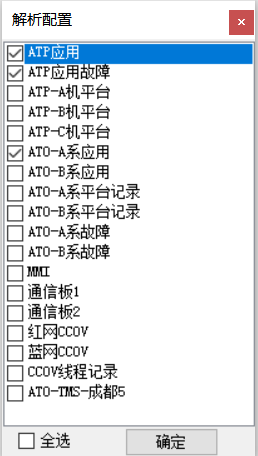 解析配置
ATP应用
ATP应用故障
ATP-A机平台
ATP-B机平台
ATP-C机平台
ATO-A系应用
ATO-B系应用
ATO-A系平台记录
ATO-B系平台记录
ATO-A系故障
ATO-B系故障
MMI
通信板1
通信板2
红网CCOV
蓝网CCOV
CCOV线程记录
ATO-TMS-成都5
全选
确定